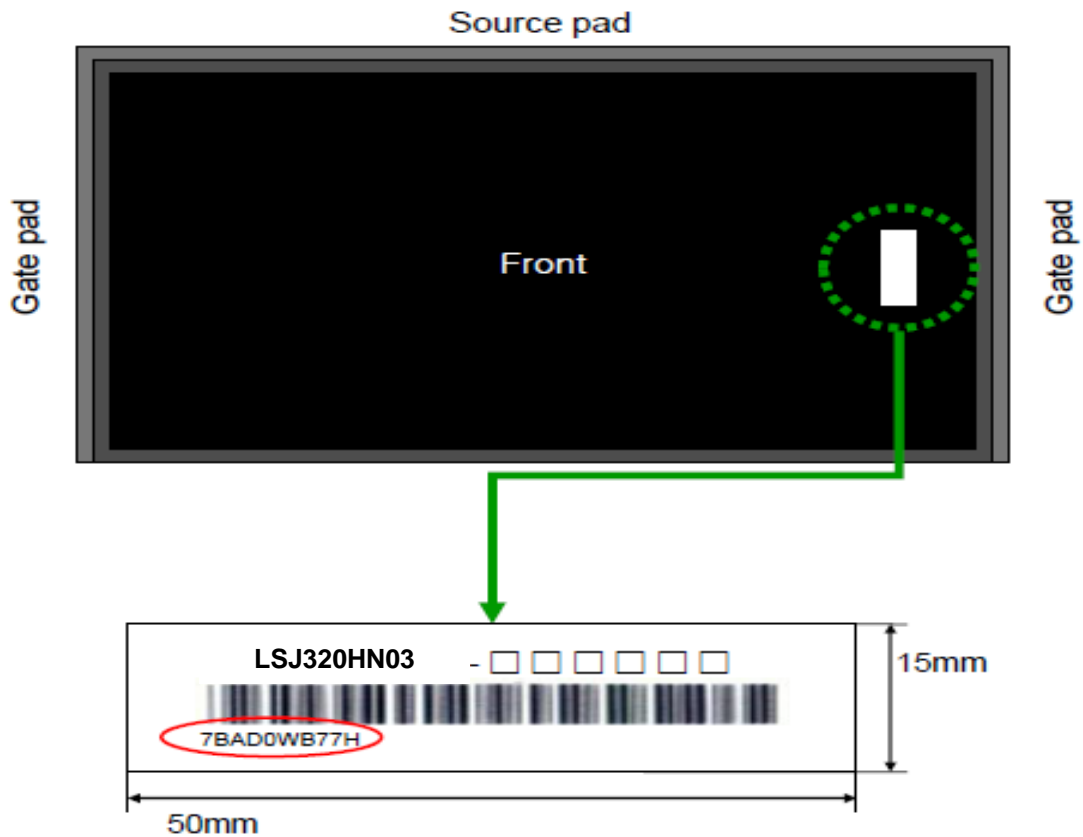 Source pad
Gate pad
Front
Gate pad
LSJ320HN03 -□□□□□□
7BAD0WB77H
15mm
50mm